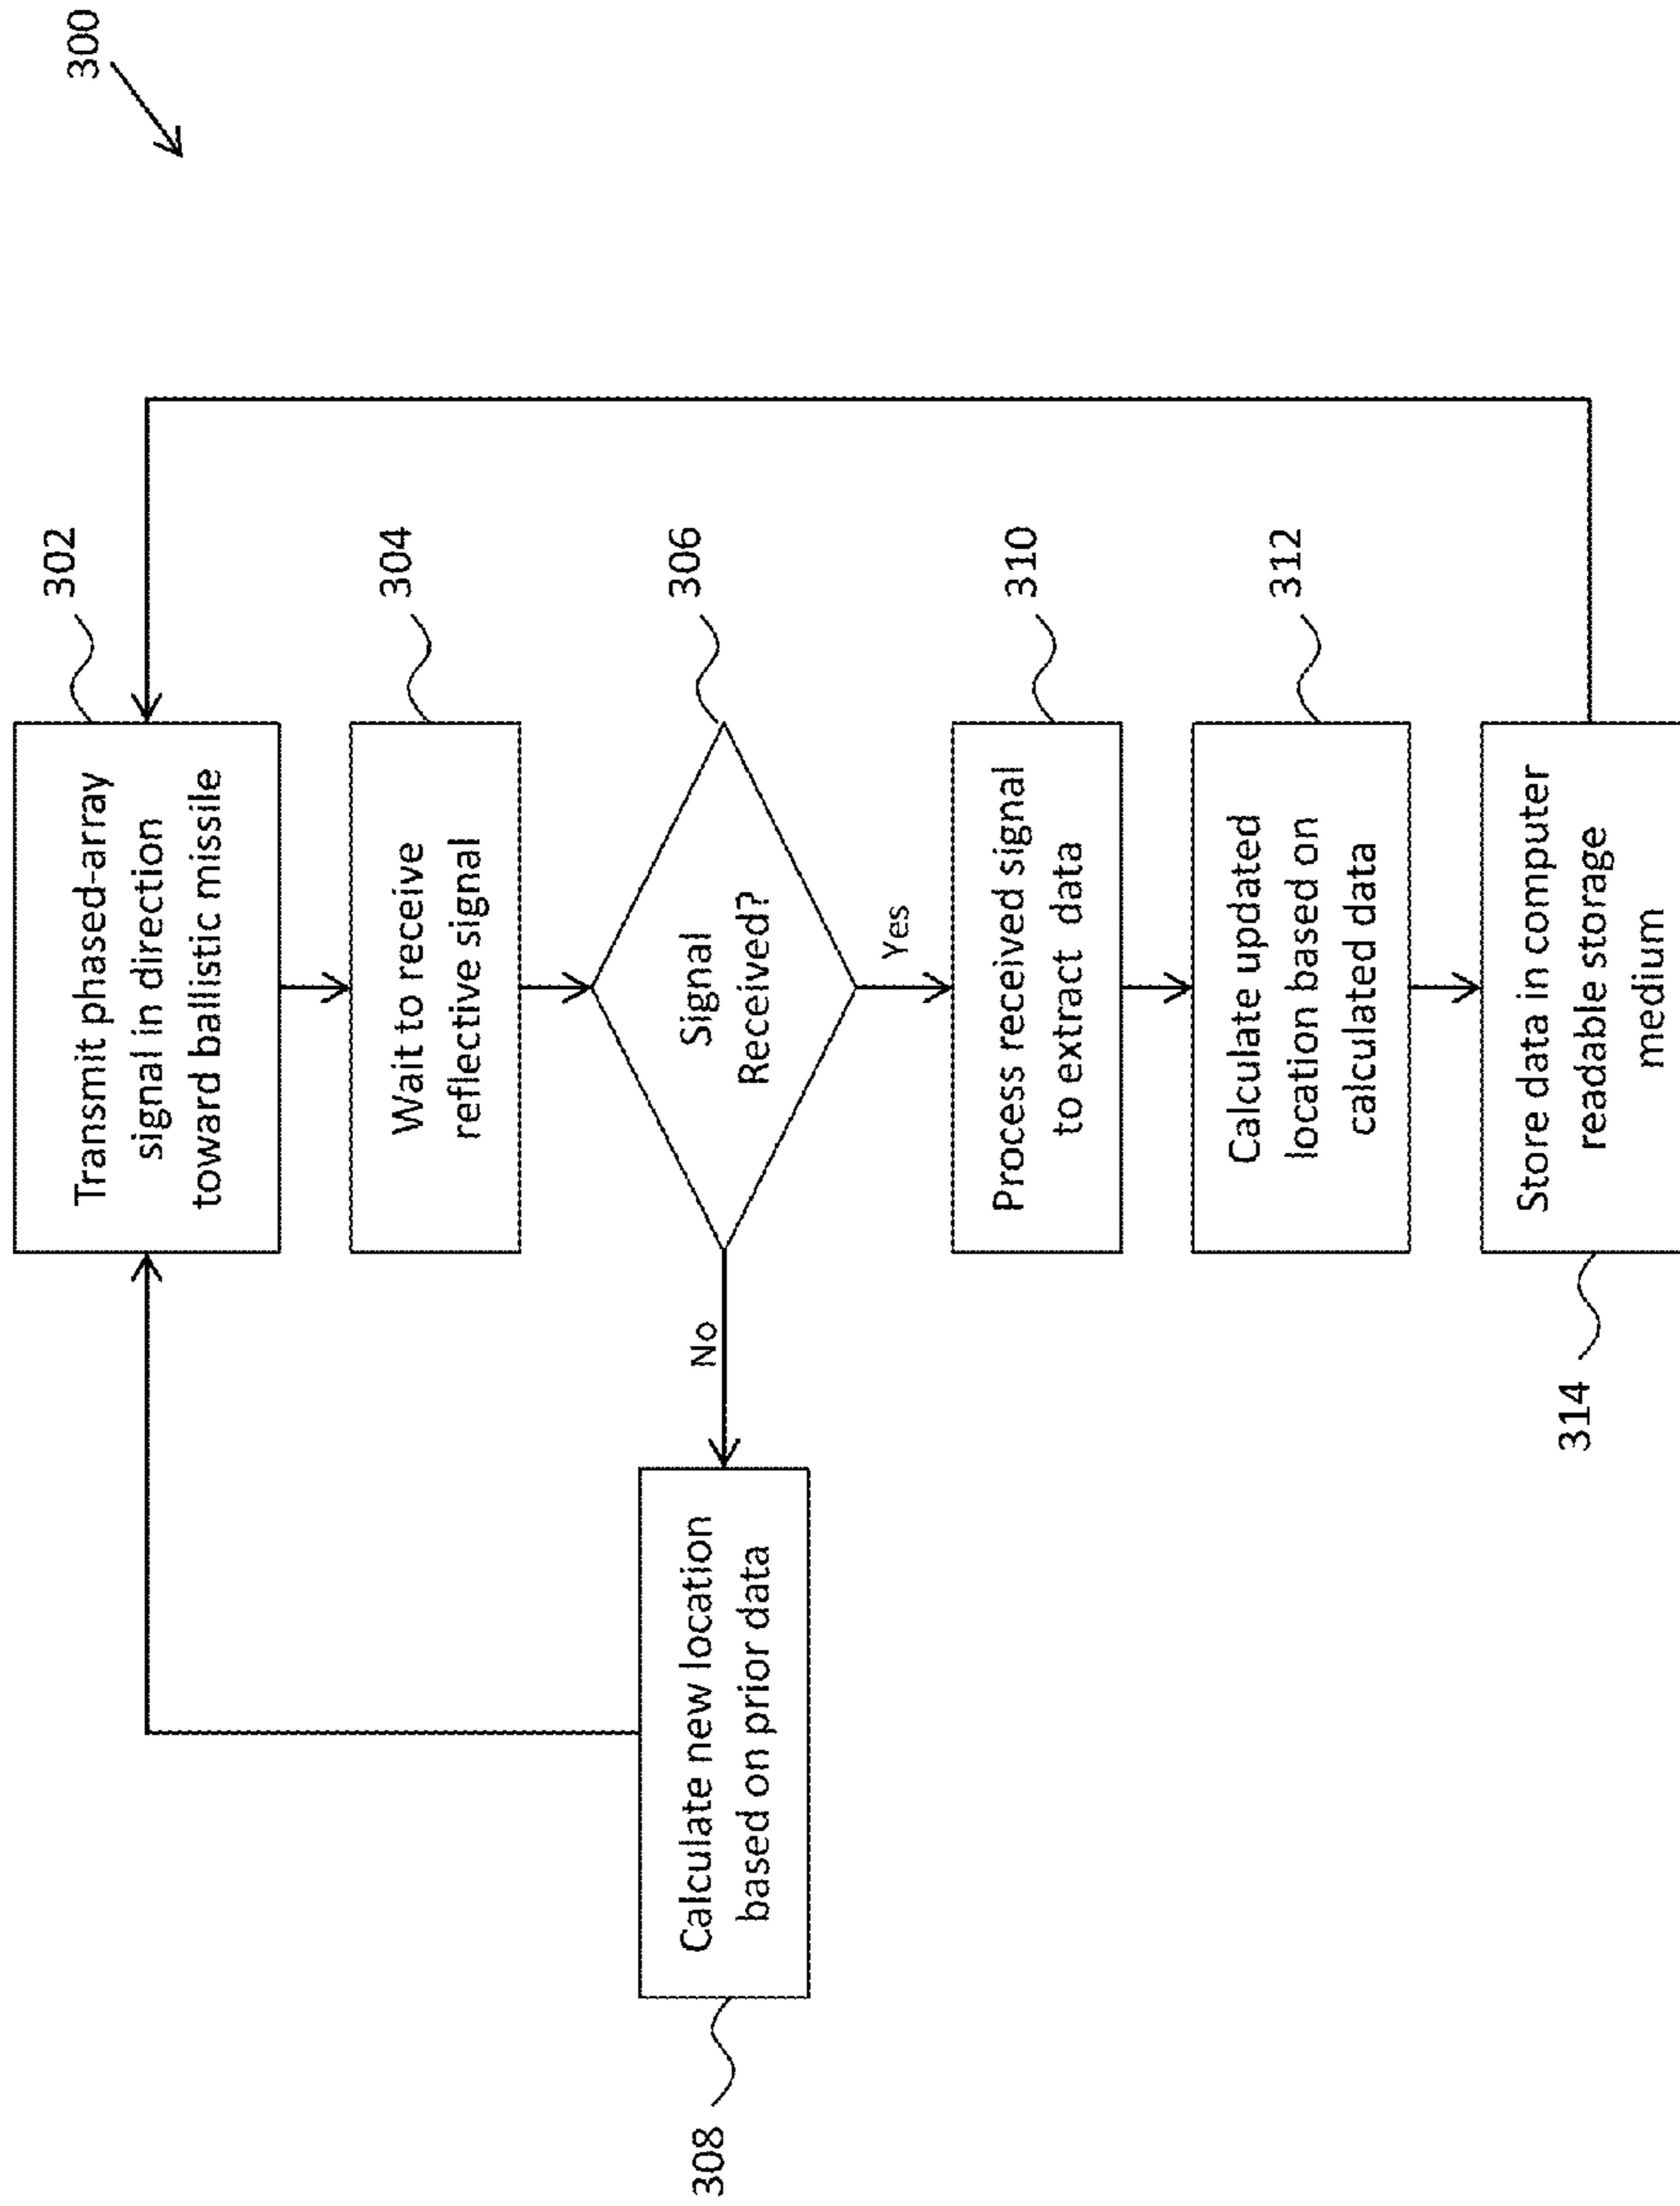 300
302
Transmit phased-array
signal in direction
toward ballistic missile
304
Wait to receive
reflective signal
306
Signal
Received?
No
308
Calculate new location
based on prior data
Yes
310
Process received signal
to extract data
312
Calculate updated
location based on
calculated data
314
Store data in computer
readable storage
medium